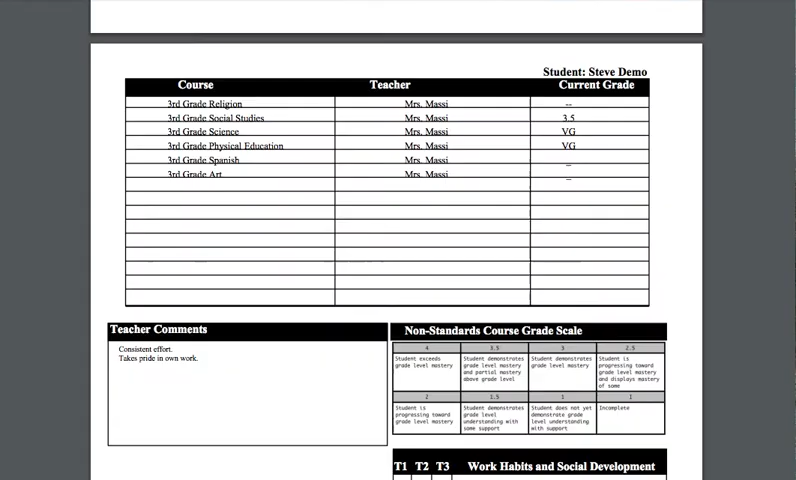 Student: Steve Demo
Course Teacher Current Grade
3rd Grade Religion Mrs. Massi --
3rd Grade Social Studies Mrs. Massi 3.5
3rd Grade Science Mrs. Massi VG
3rd Grade Physical Education Mrs. Massi VG
3rd Grade Spanish Mrs. Massi _
3rd Grade Art Mrs. Massi _
Teacher Comments
Consistent effort.
Takes pride in own work.
Non-Standards Course Grade Scale
4 3.5 3 2.5
Student exceeds
grade level mastery
Student demonstrates
grade level mastery
and partial mastery
above grade level
Student demonstrates
grade level mastery
Student is
progressing toward
grade level mastery
and displays mastery
of some
2 1.5 1 I
Student is
progressing toward
grade level mastery
Student demonstrates
grade level
understanding with
some support
Student does not yet
demonstrate grade
level understanding
with support
Incomplete
T1 T2 T3 Work Habits and Social Development